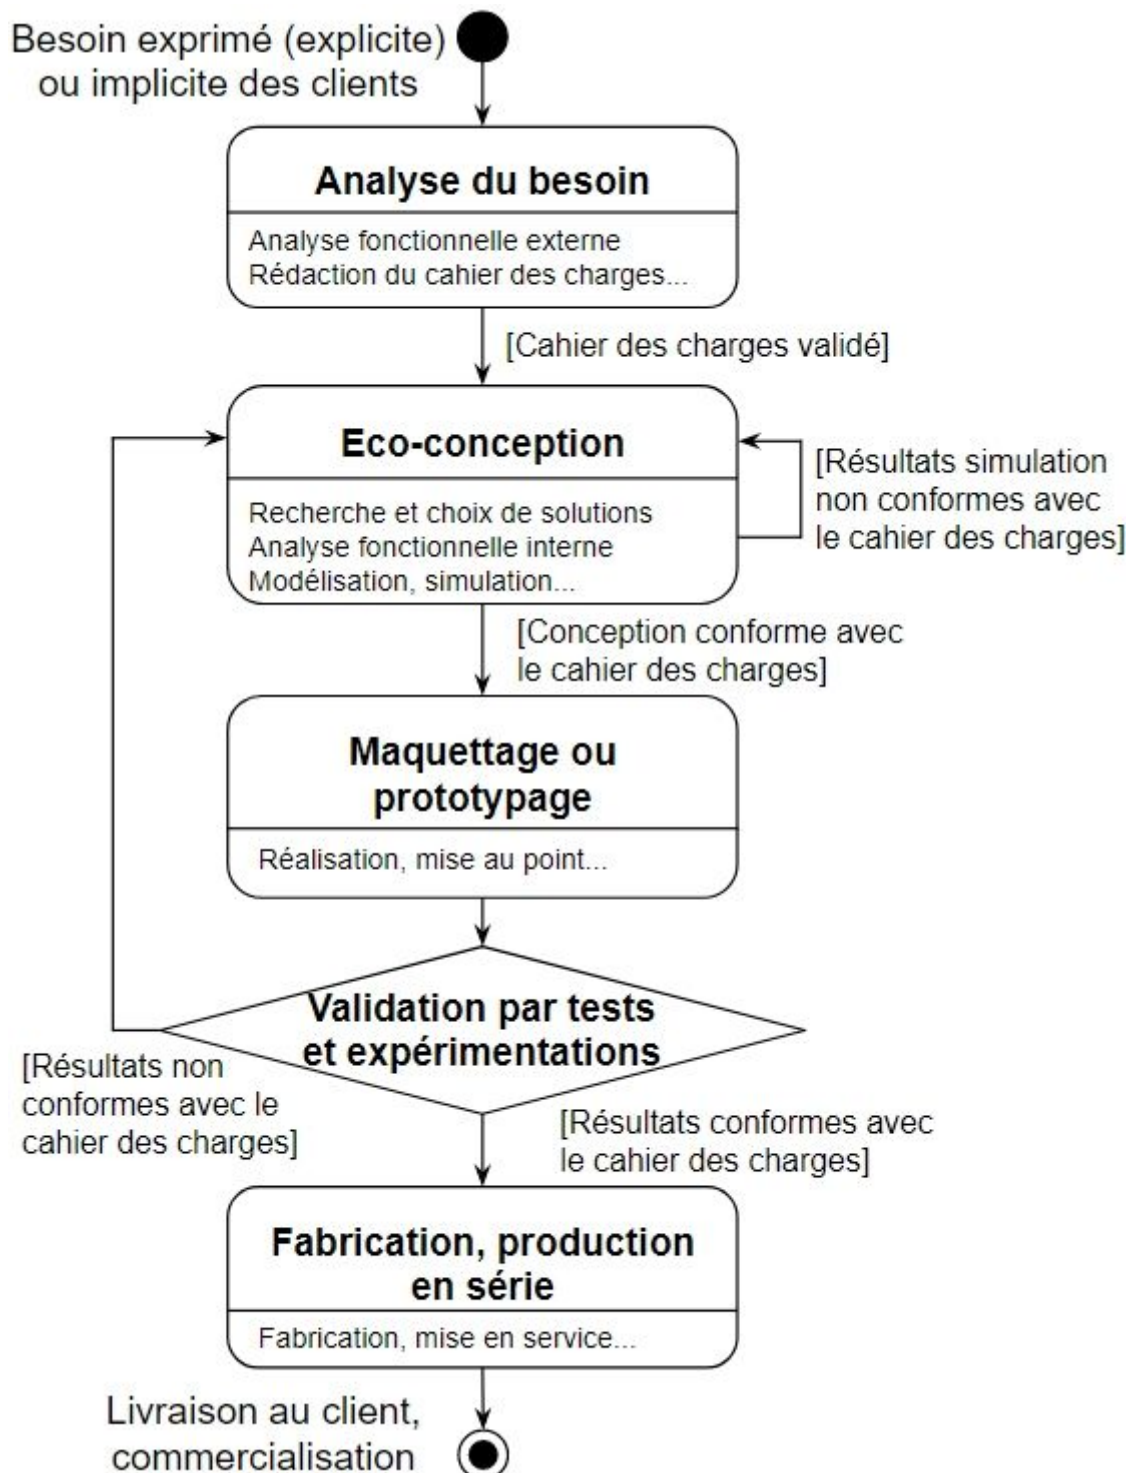 Besoin exprimé (explicite)
ou implicite des clients
Analyse du besoin
Analyse fonctionnelle externe
Rédaction du cahier des charges...
[Cahier des charges validé]
Eco-conception
Recherche et choix de solutions
Analyse fonctionnelle interne
Modélisation, simulation...
[Résultats simulation
non conformes avec
le cahier des charges]
[Conception conforme avec
le cahier des charges]
Maquettage ou
prototypage
Réalisation, mise au point...
Validation par tests
et expérimentations
[Résultats non
conformes avec le
cahier des charges]
[Résultats conformes avec
le cahier des charges]
Fabrication, production
en série
Fabrication, mise en service...
Livraison au client,
commercialisation